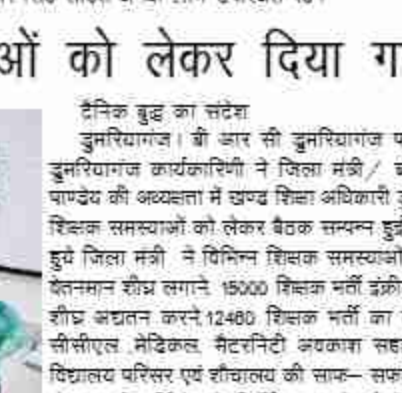 ओं को लेकर दिया ग
दैनिक बुद्ध का संदेश
डुमरियागंज। बी आर सी डुमरियागंज प
डुमरियागंज कार्यकारिणी ने जिला मंत्री/
पाण्डेय की अध्यक्षता में खण्ड शिक्षा अधिकारी
शिक्षक समस्याओं को लेकर बैठक सम्पन्न हुई
हुये जिला मंत्री ने विभिन्न शिक्षक समस्याओं
वेतनमान शीघ्र लगाने 15000 शिक्षक भर्ती इंक्री
शीघ्र अद्यतन करने,12460 शिक्षक भर्ती का
सीसीएल ,मेडिकल, मैटरनिटी अवकाश सह
विद्यालय परिसर एवं शौचालय की साफ– सफ